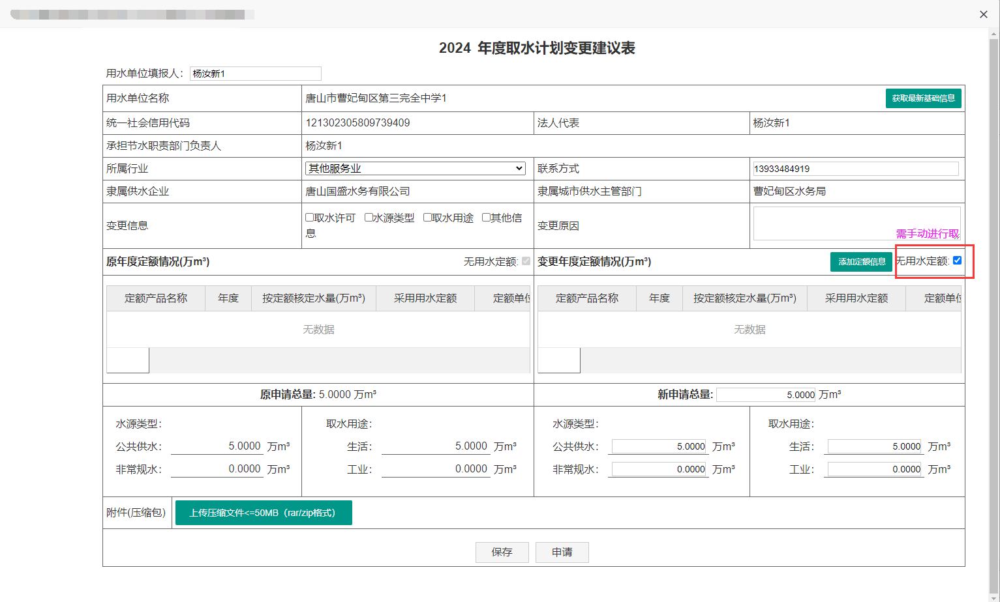 2024 年度取水计划变更建议表
用水单位填报人： 杨汝新1
用水单位名称 唐山市曹妃甸区第三完全中学1 获取最新基础信息
统一社会信用代码 121302305809739409 法人代表 杨汝新1
承担节水职责部门负责人 杨汝新1
所属行业 其他服务业 联系方式 13933484919
隶属供水企业 唐山国盛水务有限公司 隶属城市供水主管部门 曹妃甸区水务局
变更信息 取水许可 水源类型 取水用途 其他信
息 变更原因
需手动进行取
原年度定额情况(万m³) 无用水定额: 变更年度定额情况(万m³) 添加定额信息 无用水定额:
定额产品名称 年度 按定额核定水量(万m³) 采用用水定额 定额单位 定额产品名称 年度 按定额核定水量(万m³) 采用用水定额 定额单位
无数据 无数据
原申请总量: 5.0000 万m³ 新申请总量: 5.0000 万m³
水源类型： 取水用途： 水源类型： 取水用途：
公共供水： 5.0000 万m³ 生活： 5.0000 万m³ 公共供水： 5.0000 万m³ 生活： 5.0000 万m³
非常规水： 0.0000 万m³ 工业： 0.0000 万m³ 非常规水： 0.0000 万m³ 工业： 0.0000 万m³
附件(压缩包) 上传压缩文件<=50MB（rar/zip格式）
保存 申请